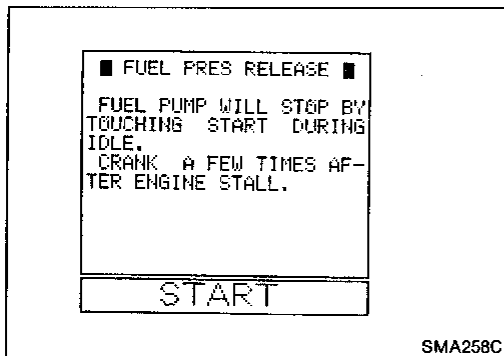 ■ FUEL PRES RELEASE ■
FUEL PUMP WILL STOP BY
TOUCHING START DURING
IDLE.
CRANK A FEW TIMES AF-
TER ENGINE STALL.
START
SMA258C